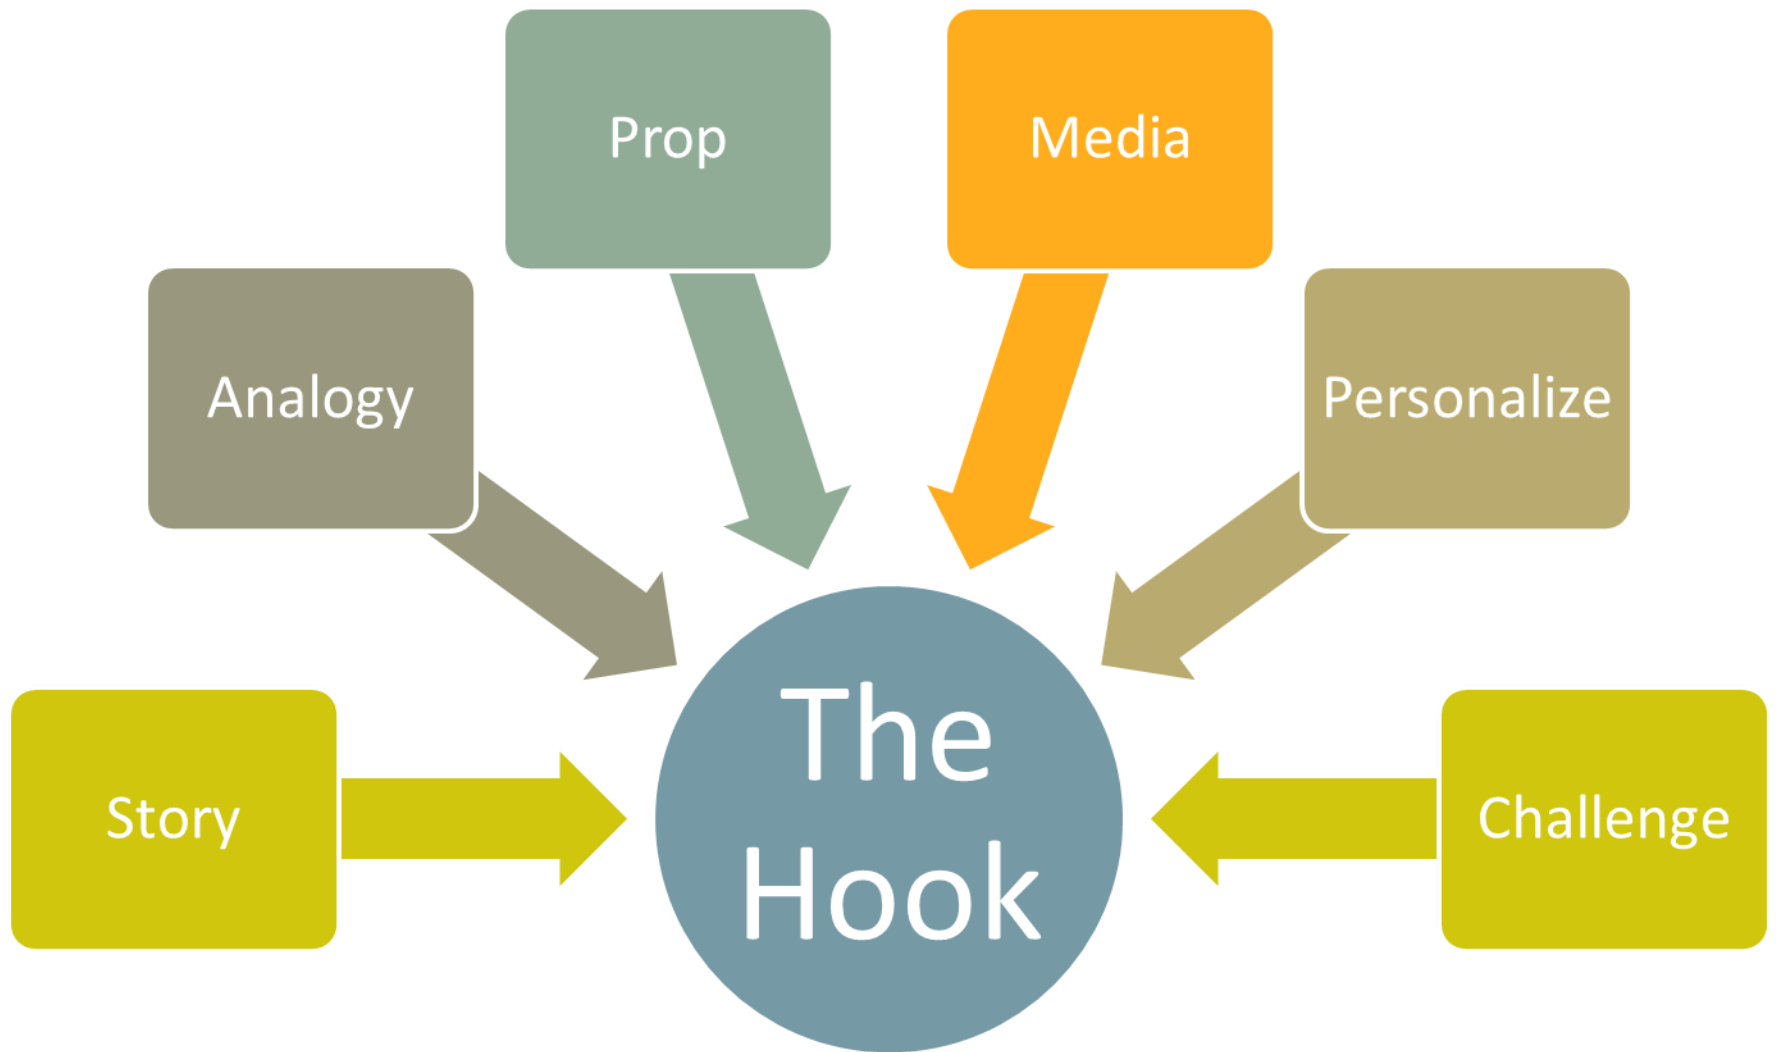 Prop
Media
Analogy
Personalize
Story
The
Hook
Challenge